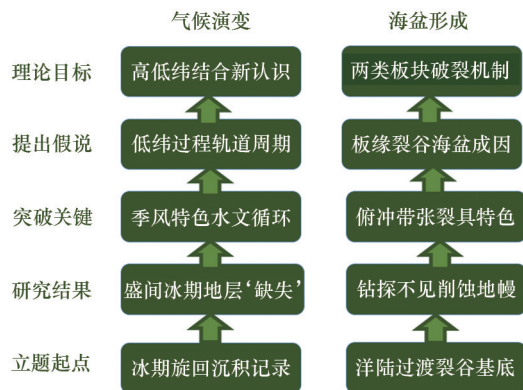 气候演变 海盆形成
理论目标 高低纬结合新认识 两类板块破裂机制
提出假说 低纬过程轨道周期 板缘裂谷海盆成因
突破关键 季风特色水文循环 俯冲带张裂具特色
研究结果 盛间冰期地层‘缺失’ 钻探不见削蚀地幔
立题起点 冰期旋回沉积记录 洋陆过渡裂谷基底